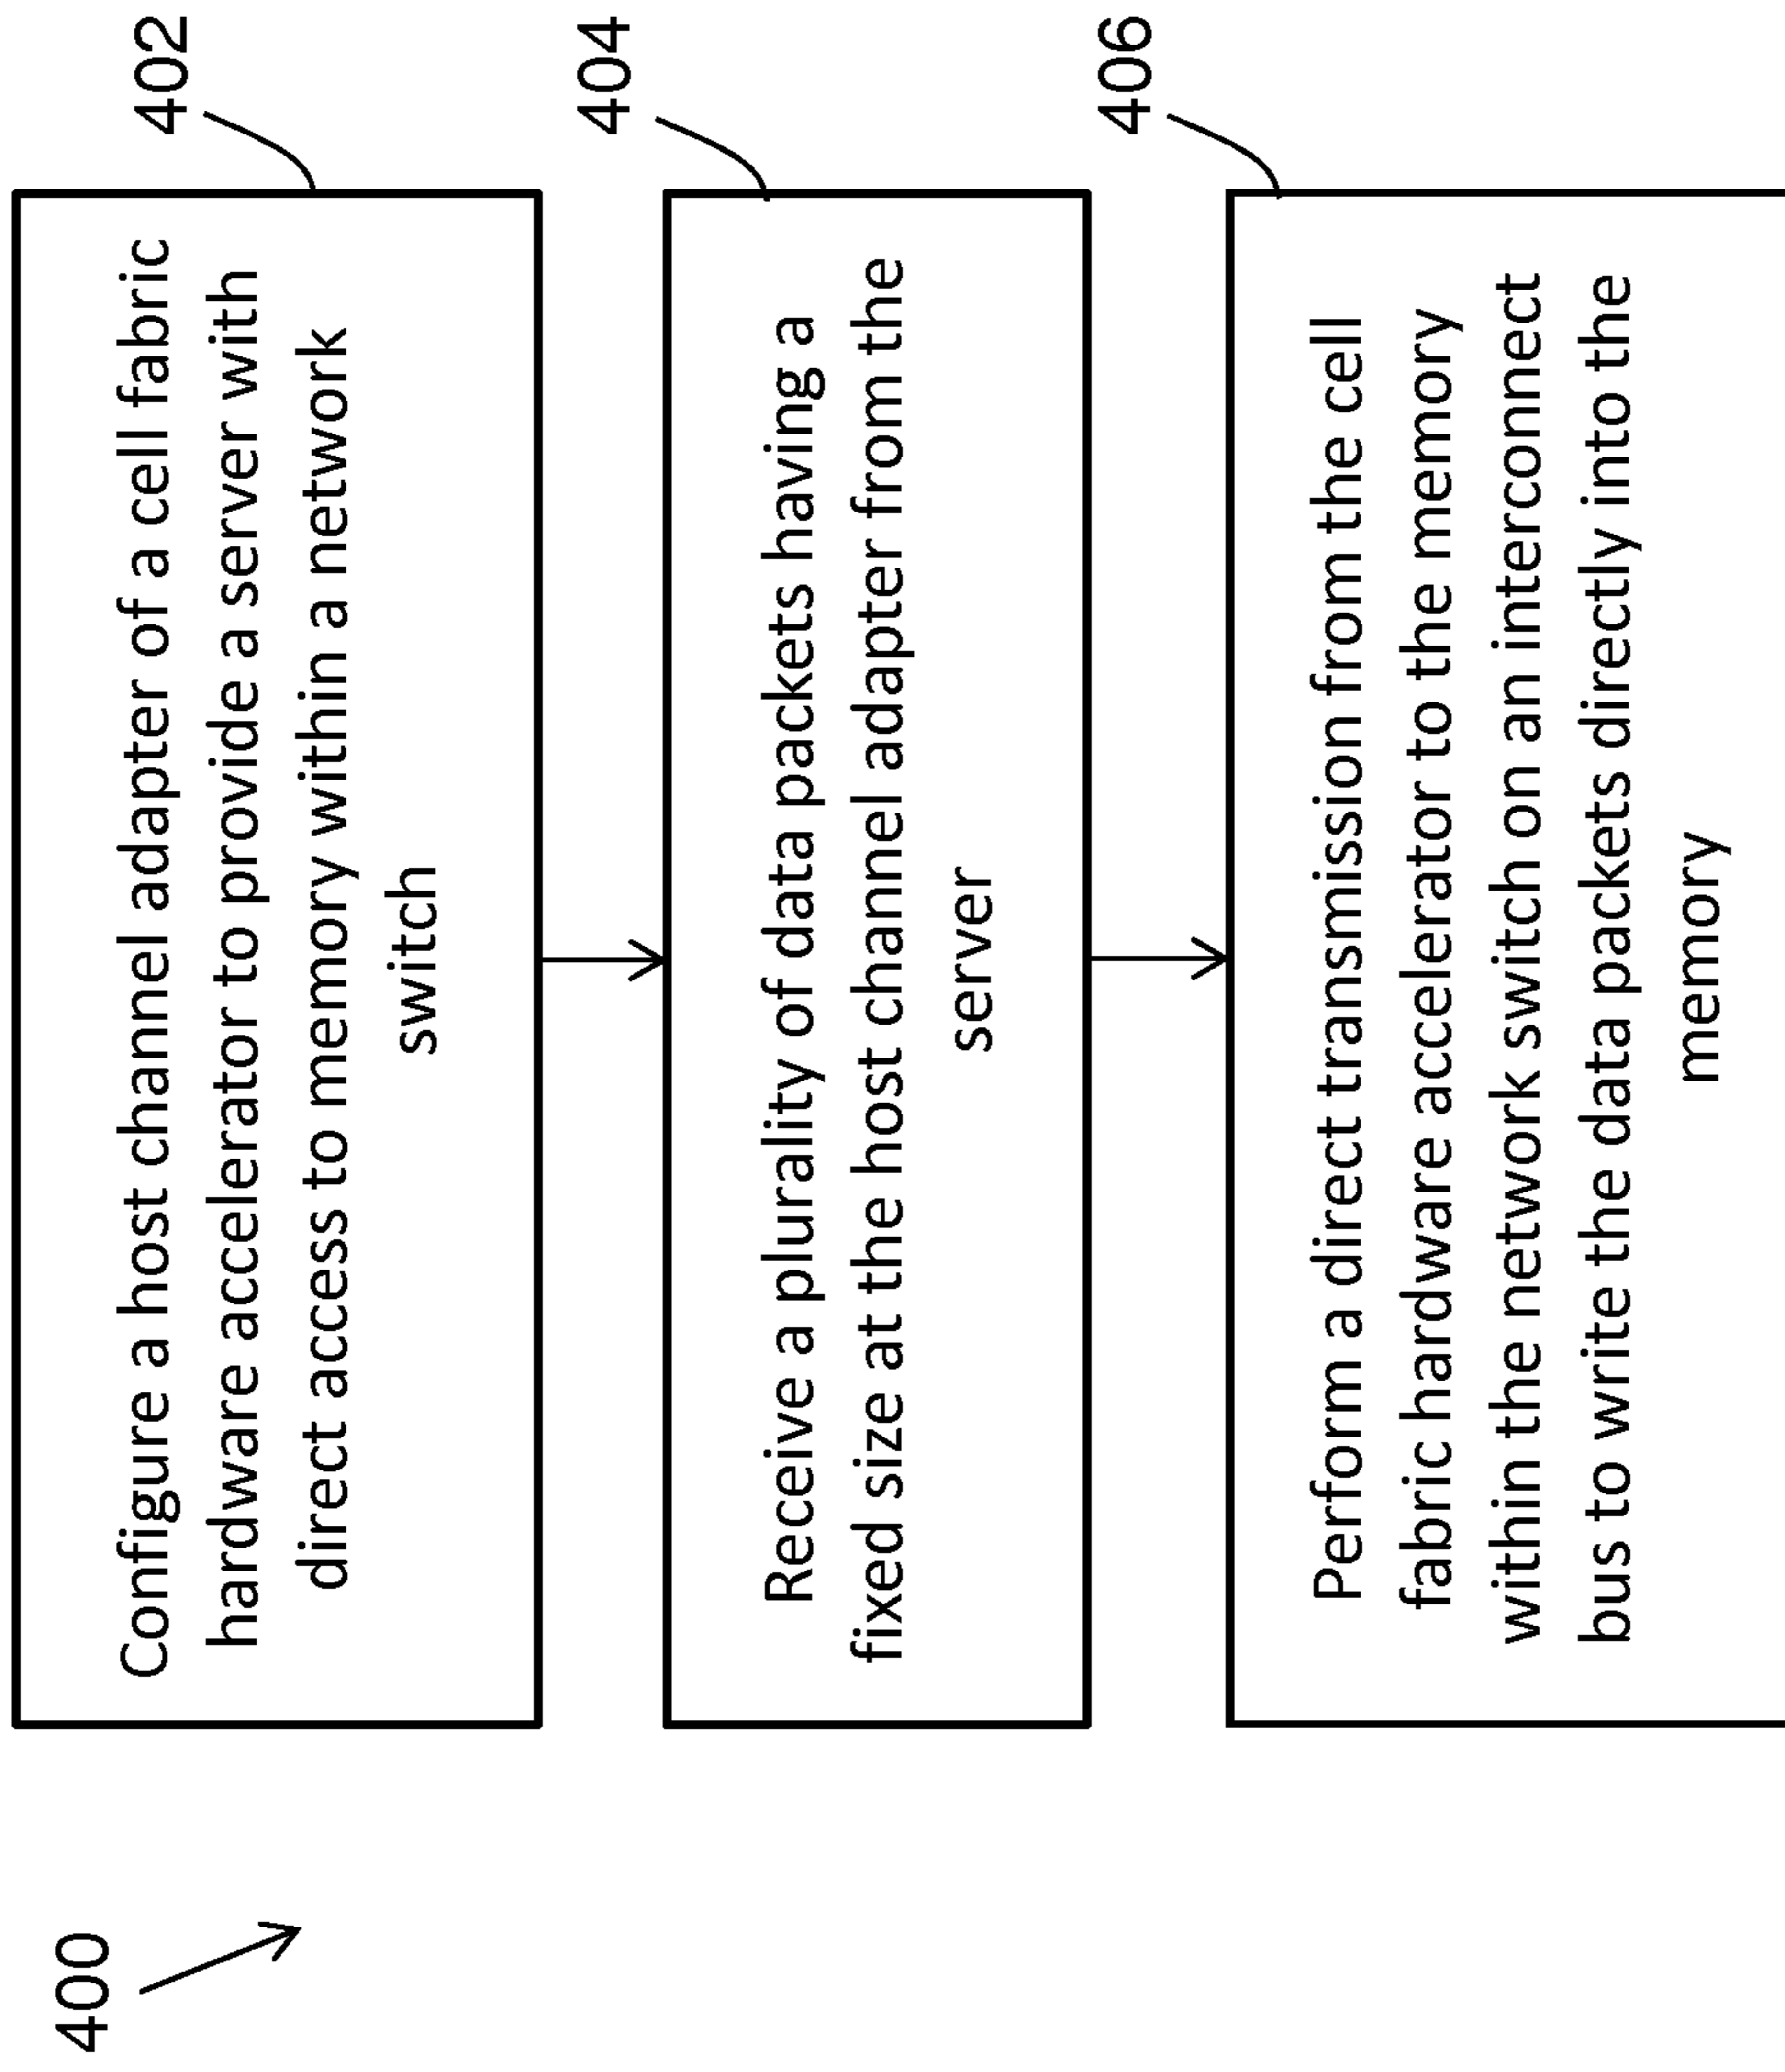 400
402
Configure a host channel adapter of a cell fabric
hardware accelerator to provide a server with
direct access to memory within a network
switch
404
Receive a plurality of data packets having a
fixed size at the host channel adapter from the
server
406
Perform a direct transmission from the cell
fabric hardware accelerator to the memory
within the network switch on an interconnect
bus to write the data packets directly into the
memory